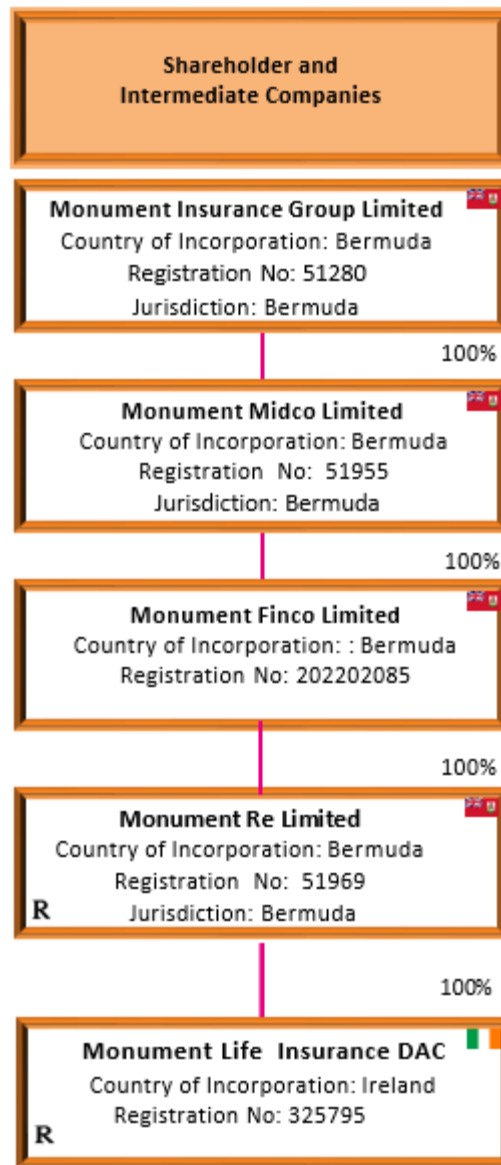 Shareholder and
Intermediate Companies
Monument Insurance Group Limited
Country of Incorporation: Bermuda
Registration No: 51280
Jurisdiction: Bermuda
100%
Monument Midco Limited
Country of Incorporation: Bermuda
Registration No: 51955
Jurisdiction: Bermuda
100%
Monument Finco Limited
Country of Incorporation: : Bermuda
Registration No: 202202085
100%
Monument Re Limited
Country of Incorporation: Bermuda
Registration No: 51969
R Jurisdiction: Bermuda
100%
Monument Life Insurance DAC
Country of Incorporation: Ireland
Registration No: 325795
R